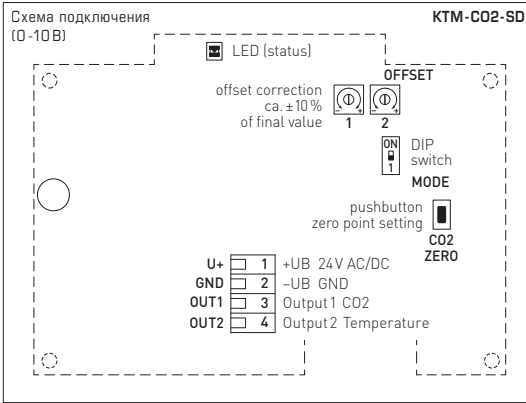 Схема подключения
(0 -10 В)
KTM-CO2-SD
LED (status)
OFFSET
offset correction
ca. ± 10 %
of final value
1 2
ON
1
DIP
switch
MODE
pushbutton
zero point setting
CO2
ZERO
U+ 1 +UB 24 V AC/DC
GND 2 –UB GND
OUT1 3 Output 1 CO2
OUT2 4 Output 2 Temperature